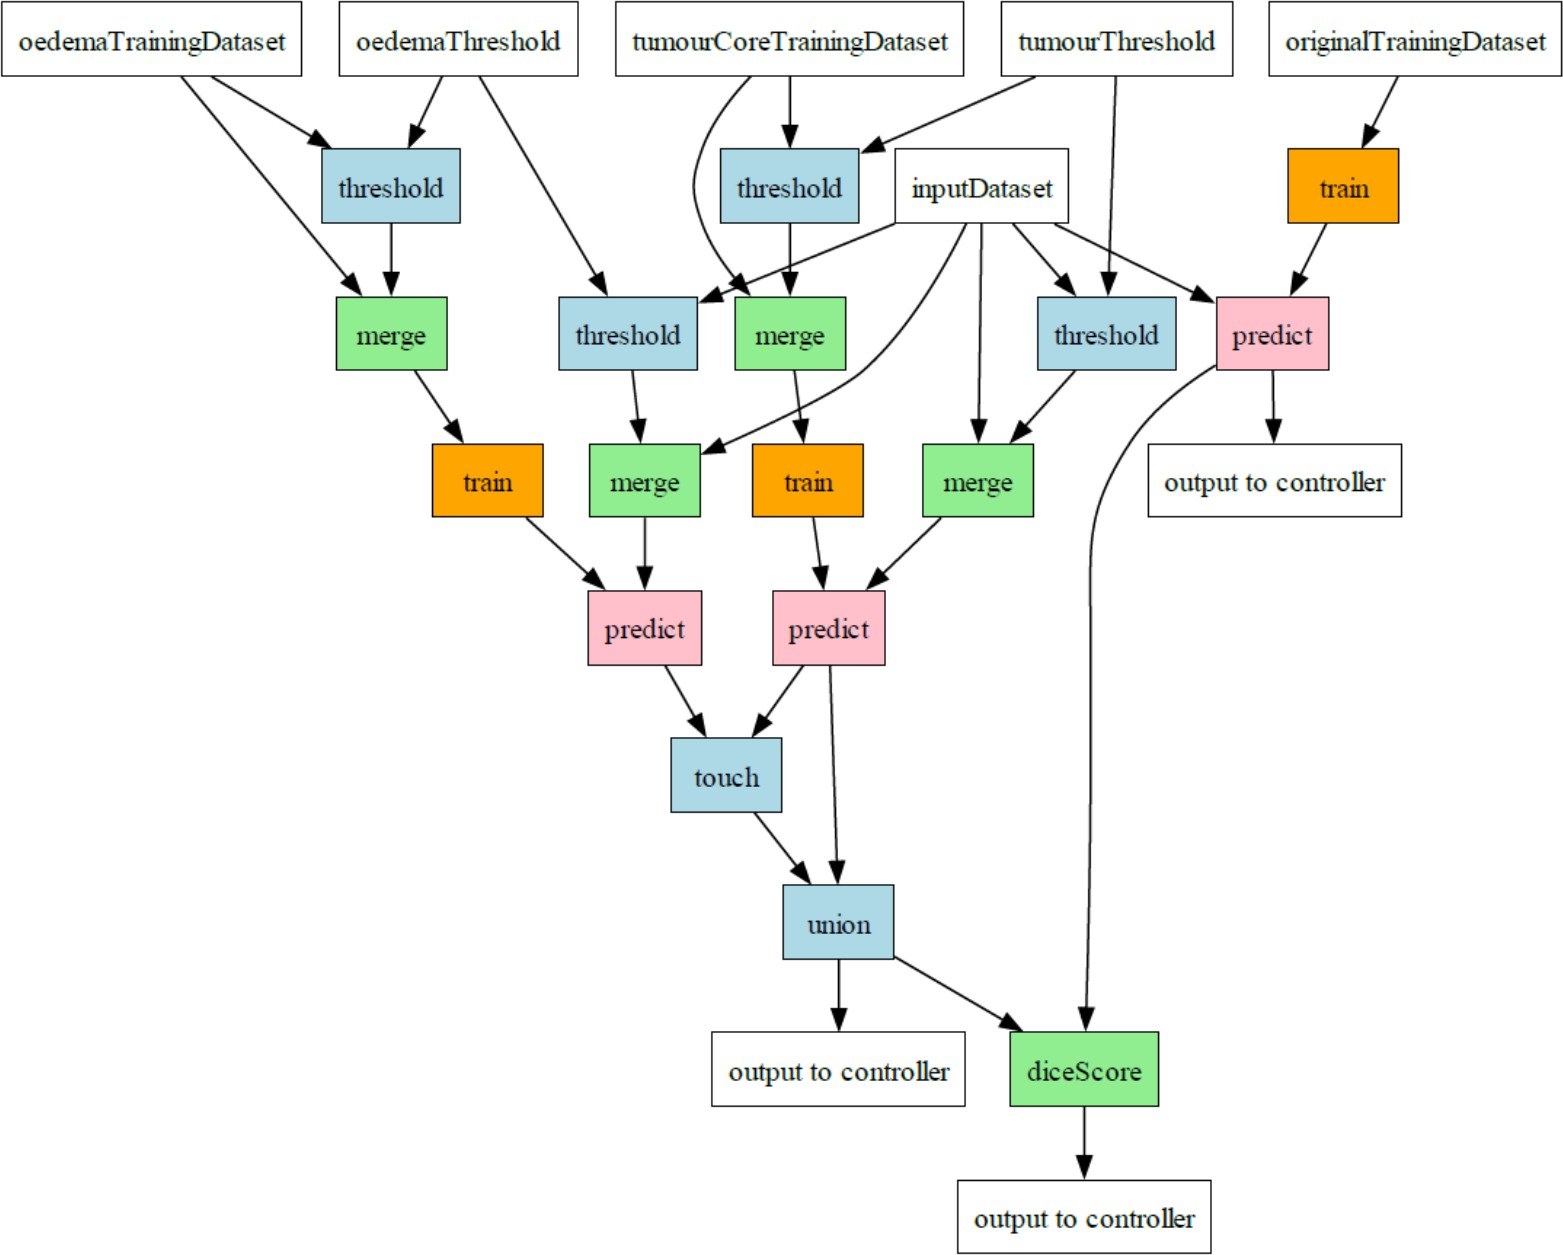 oedemaTrainingDataset
oedemaThreshold
tumourCoreTrainingDataset
tumourThreshold
originalTrainingDataset
threshold
threshold
inputDataset
train
merge
threshold
merge
threshold
predict
train
merge
train
merge
output to controller
predict
predict
touch
union
output to controller
diceScore
output to controller